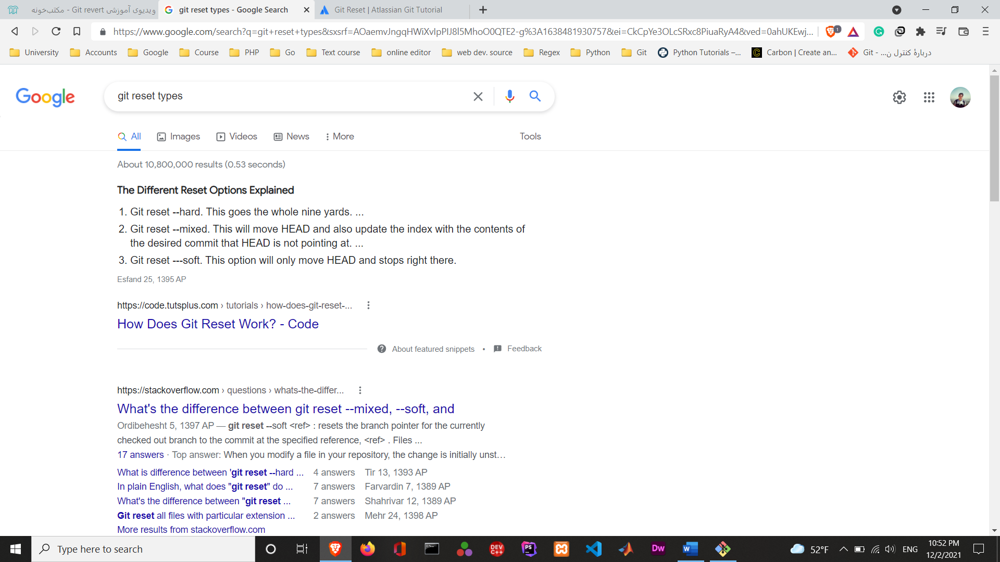 ویدیوی آموزشی Git revert - مکتب‌خونه
git reset types - Google Search
Git Reset | Atlassian Git Tutorial
https://www.google.com/search?q=git+reset+types&sxsrf=AOaemvJngqHWiXvIpPIJ8l5MhoO0QTE2-g%3A1638481930757&ei=CkCpYe3OLcSRxc8PiuaRyA4&ved=0ahUKEwj...
1
University Accounts Google Course PHP Go Text course online editor web dev. source Regex Python Git Python Tutorials –... Carbon | Create an... Git - ...دربارهٔ کنترل ن
Google
git reset types
All Images Videos News More Tools
About 10,800,000 results (0.53 seconds)
The Different Reset Options Explained
1. Git reset --hard. This goes the whole nine yards. ...
2. Git reset --mixed. This will move HEAD and also update the index with the contents of
the desired commit that HEAD is not pointing at. ...
3. Git reset ---soft. This option will only move HEAD and stops right there.
Esfand 25, 1395 AP
https://code.tutsplus.com › tutorials › how-does-git-reset-...
How Does Git Reset Work? - Code
About featured snippets • Feedback
https://stackoverflow.com › questions › whats-the-differ...
What's the difference between git reset --mixed, --soft, and
Ordibehesht 5, 1397 AP — git reset --soft <ref> : resets the branch pointer for the currently
checked out branch to the commit at the specified reference, <ref> . Files ...
17 answers · Top answer: When you modify a file in your repository, the change is initially unst…
What is difference between 'git reset --hard ... 4 answers Tir 13, 1393 AP
In plain English, what does "git reset" do ... 7 answers Farvardin 7, 1389 AP
What's the difference between "git reset ... 7 answers Shahrivar 12, 1389 AP
Git reset all files with particular extension ... 2 answers Mehr 24, 1398 AP
More results from stackoverflow.com
Type here to search
DEV C++
PS
Dw
W
52°F
ENG
10:52 PM
12/2/2021